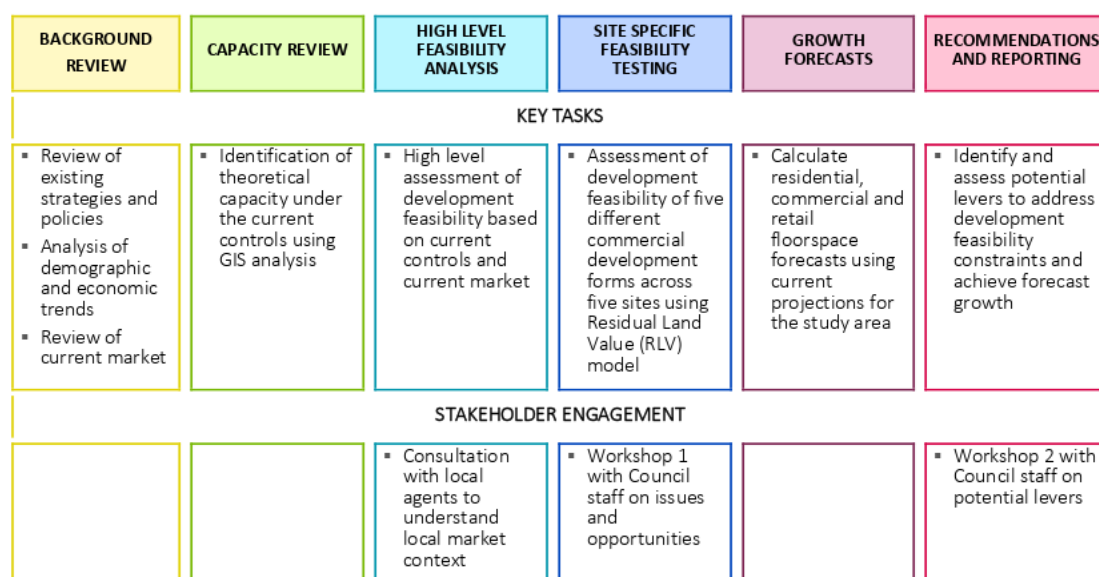 BACKGROUND
REVIEW
CAPACITY REVIEW
HIGH LEVEL
FEASIBILITY
ANALYSIS
SITE SPECIFIC
FEASIBILITY
TESTING
GROWTH
FORECASTS
RECOMMENDATIONS
AND REPORTING
KEY TASKS
▪ Review of
existing
strategies and
policies
▪ Analysis of
demographic
and economic
trends
▪ Review of
current market
▪ Identification of
theoretical
capacity under
the current
controls using
GIS analysis
▪ High level
assessment of
development
feasibility based
on current
controls and
current market
▪ Assessment of
development
feasibility of five
different
commercial
development
forms across
five sites using
Residual Land
Value (RLV)
model
▪ Calculate
residential,
commercial and
retail
floorspace
forecasts using
current
projections for
the study area
▪ Identify and
assess potential
levers to address
development
feasibility
constraints and
achieve forecast
growth
STAKEHOLDER ENGAGEMENT
▪ Consultation
with local
agents to
understand
local market
context
▪ Workshop 1
with Council
staff on issues
and
opportunities
▪ Workshop 2 with
Council staff on
potential levers